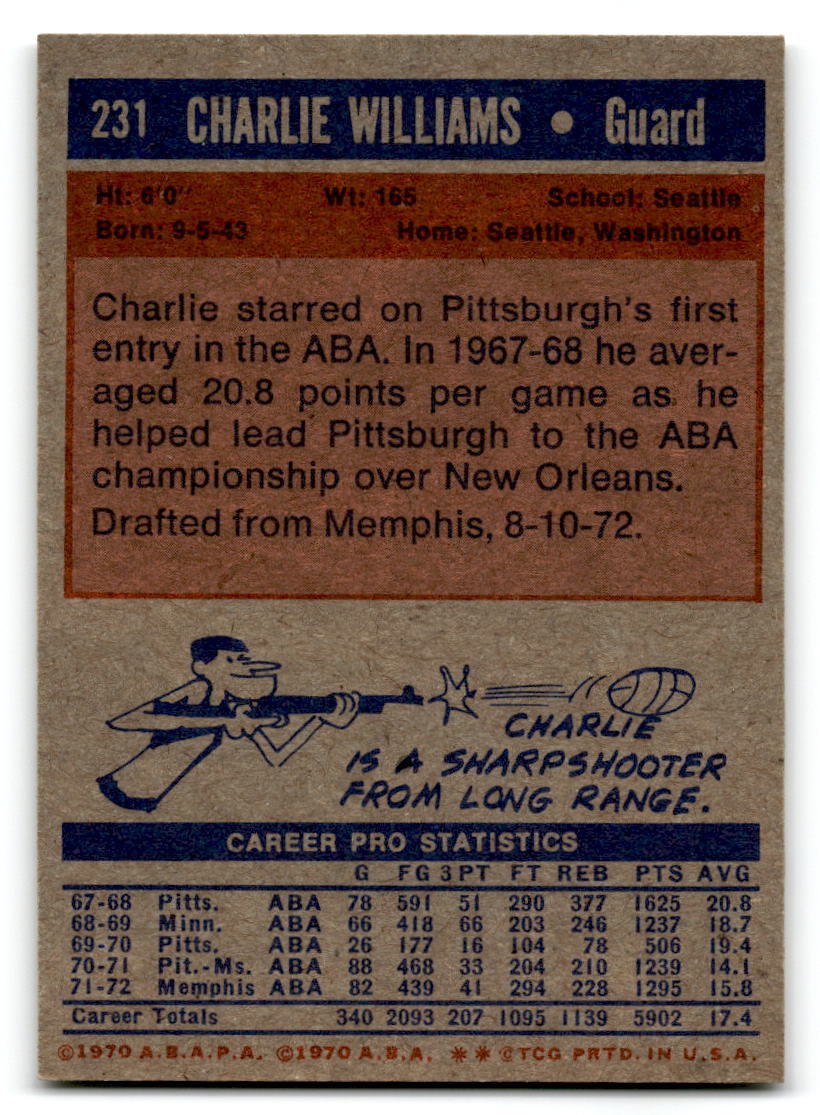 231 CHARLIE WILLIAMS • Guard
Ht: 6'0" Wt: 165 School: Seattle
Born: 9-5-43 Home: Seattle, Washington
Charlie starred on Pittsburgh's first
entry in the ABA. In 1967-68 he aver-
aged 20.8 points per game as he
helped lead Pittsburgh to the ABA
championship over New Orleans.
Drafted from Memphis, 8-10-72.
CHARLIE
IS A SHARPSHOOTER
FROM LONG RANGE.
CAREER PRO STATISTICS
G FG 3PT FT REB PTS AVG
67-68 Pitts. ABA 78 591 51 290 377 1625 20.8
68-69 Minn. ABA 66 418 66 203 246 1237 18.7
69-70 Pitts. ABA 26 177 16 104 78 506 19.4
70-71 Pit.-Ms. ABA 88 468 33 204 210 1239 14.1
71-72 Memphis ABA 82 439 41 294 228 1295 15.8
Career Totals 340 2093 207 1095 1139 5902 17.4
©1970 A.B.A.P.A. ©1970 A.B.A. ** ©TCG PRTD. IN U.S.A.